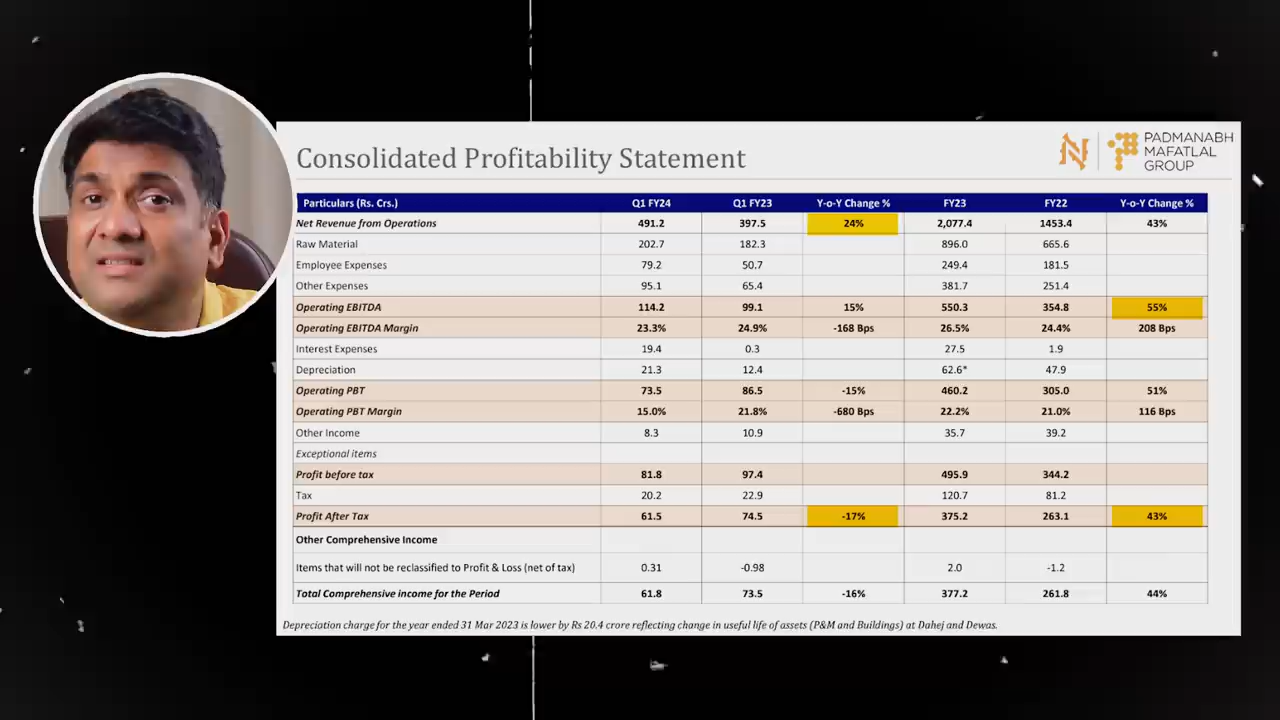 Consolidated Profitability Statement
PADMANABH
MAFATLAL
GROUP
Particulars (Rs. Crs.) Q1 FY24 Q1 FY23 Y-o-Y Change % FY23 FY22 Y-o-Y Change %
Net Revenue from Operations 491.2 397.5 24% 2,077.4 1453.4 43%
Raw Material 202.7 182.3 896.0 665.6
Employee Expenses 79.2 50.7 249.4 181.5
Other Expenses 95.1 65.4 381.7 251.4
Operating EBITDA 114.2 99.1 15% 550.3 354.8 55%
Operating EBITDA Margin 23.3% 24.9% -168 Bps 26.5% 24.4% 208 Bps
Interest Expenses 19.4 0.3 27.5 1.9
Depreciation 21.3 12.4 62.6* 47.9
Operating PBT 73.5 86.5 -15% 460.2 305.0 51%
Operating PBT Margin 15.0% 21.8% -680 Bps 22.2% 21.0% 116 Bps
Other Income 8.3 10.9 35.7 39.2
Exceptional items
Profit before tax 81.8 97.4 495.9 344.2
Tax 20.2 22.9 120.7 81.2
Profit After Tax 61.5 74.5 -17% 375.2 263.1 43%
Other Comprehensive Income
Items that will not be reclassified to Profit & Loss (net of tax) 0.31 -0.98 2.0 -1.2
Total Comprehensive income for the Period 61.8 73.5 -16% 377.2 261.8 44%
Depreciation charge for the year ended 31 Mar 2023 is lower by Rs 20.4 crore reflecting change in useful life of assets (P&M and Buildings) at Dahej and Dewas.